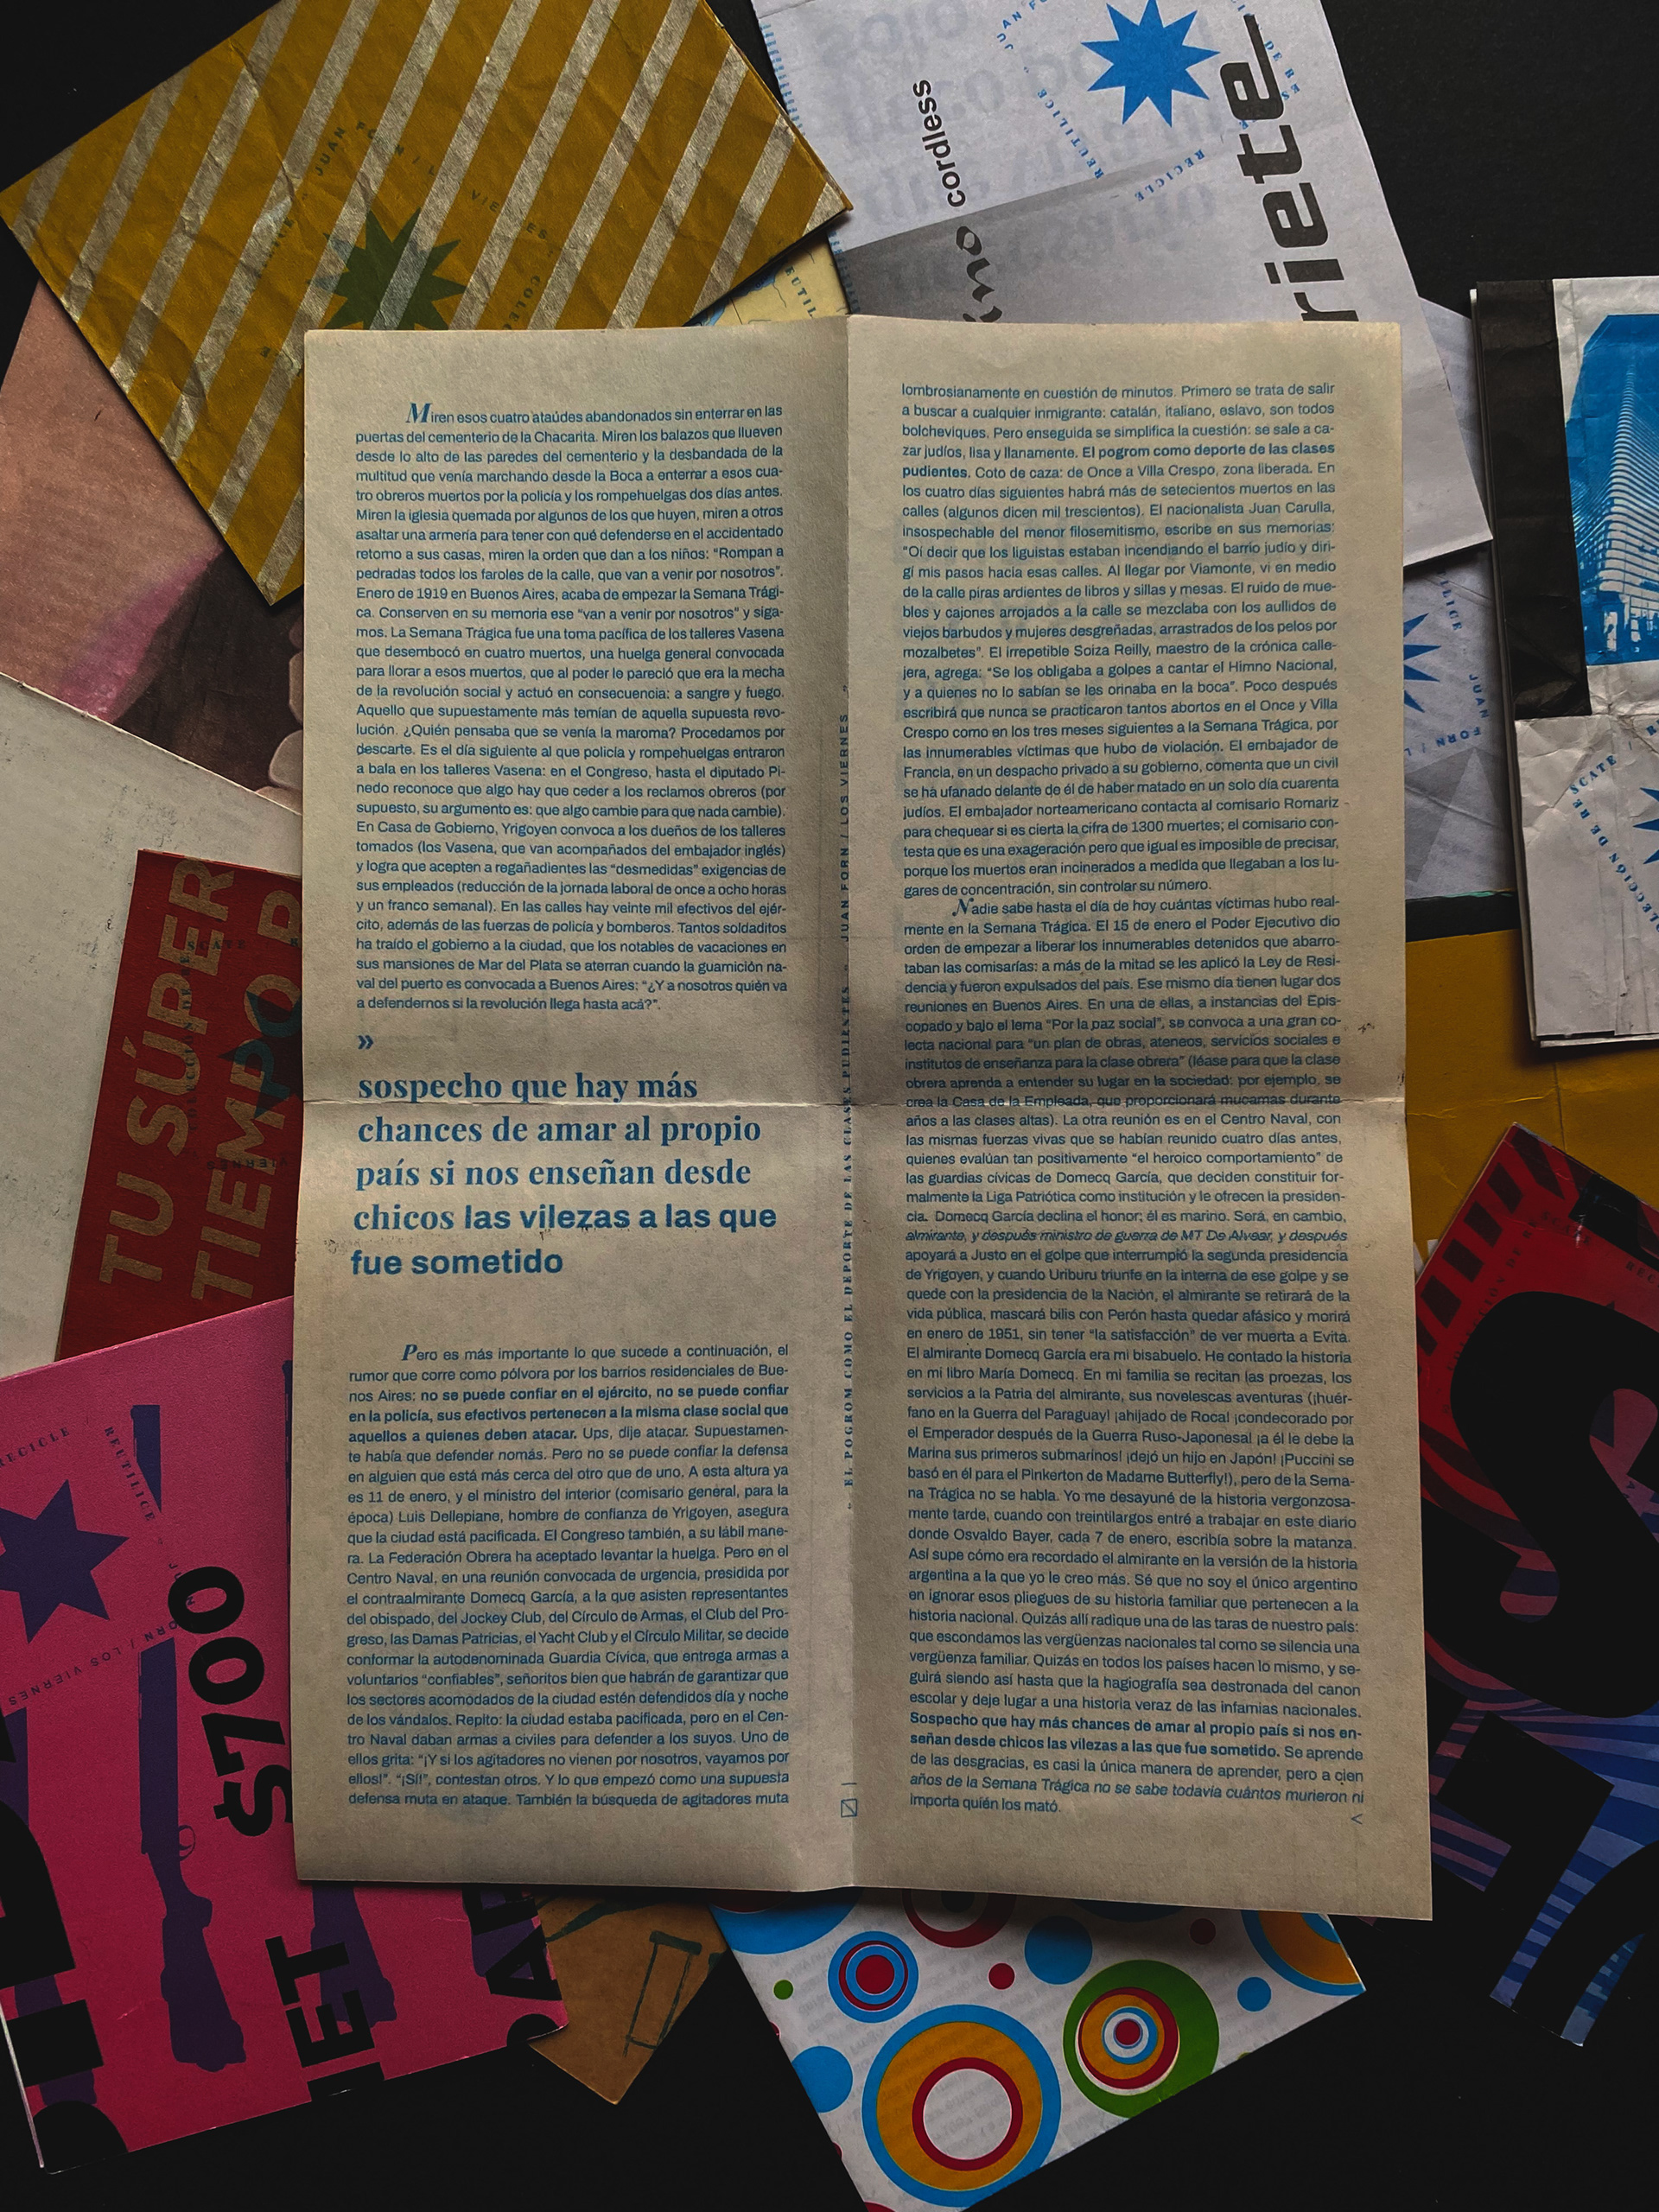 Miren esos cuatro ataúdes abandonados sin enterrar en las
puertas del cementerio de la Chacarita. Miren los balazos que llueven
desde lo alto de las paredes del cementerio y la desbandada de la
multitud que venía marchando desde la Boca a enterrar a esos cua-
tro obreros muertos por la policía y los rompehuelgas dos días antes.
Miren la iglesia quemada por algunos de los que huyen, miren a otros
asaltar una armería para tener con qué defenderse en el accidentado
retorno a sus casas, miren la orden que dan a los niños: “Rompan a
pedradas todos los faroles de la calle, que van a venir por nosotros”.
Enero de 1919 en Buenos Aires, acaba de empezar la Semana Trági-
ca. Conserven en su memoria ese “van a venir por nosotros” y siga-
mos. La Semana Trágica fue una toma pacífica de los talleres Vasena
que desembocó en cuatro muertos, una huelga general convocada
para llorar a esos muertos, que al poder le pareció que era la mecha
de la revolución social y actuó en consecuencia: a sangre y fuego.
Aquello que supuestamente más temían de aquella supuesta revo-
lución. ¿Quién pensaba que se venía la maroma? Procedamos por
descarte. Es el día siguiente al que policía y rompehuelgas entraron
a bala en los talleres Vasena: en el Congreso, hasta el diputado Pi-
nedo reconoce que algo hay que ceder a los reclamos obreros (por
supuesto, su argumento es: que algo cambie para que nada cambie).
En Casa de Gobierno, Yrigoyen convoca a los dueños de los talleres
tomados (los Vasena, que van acompañados del embajador inglés)
y logra que acepten a regañadientes las “desmedidas” exigencias de
sus empleados (reducción de la jornada laboral de once a ocho horas
y un franco semanal). En las calles hay veinte mil efectivos del ejér-
cito, además de las fuerzas de policía y bomberos. Tantos soldaditos
ha traído el gobierno a la ciudad, que los notables de vacaciones en
sus mansiones de Mar del Plata se aterran cuando la guarnición na-
val del puerto es convocada a Buenos Aires: “¿Y a nosotros quién va
a defendernos si la revolución llega hasta acá?”.
»
sospecho que hay más
chances de amar al propio
país si nos enseñan desde
chicos las vilezas a las que
fue sometido
Pero es más importante lo que sucede a continuación, el
rumor que corre como pólvora por los barrios residenciales de Bue-
nos Aires: no se puede confiar en el ejército, no se puede confiar
en la policía, sus efectivos pertenecen a la misma clase social que
aquellos a quienes deben atacar. Ups, dije atacar. Supuestamen-
te había que defender nomás. Pero no se puede confiar la defensa
en alguien que está más cerca del otro que de uno. A esta altura ya
es 11 de enero, y el ministro del interior (comisario general, para la
época) Luis Dellepiane, hombre de confianza de Yrigoyen, asegura
que la ciudad está pacificada. El Congreso también, a su lábil mane-
ra. La Federación Obrera ha aceptado levantar la huelga. Pero en el
Centro Naval, en una reunión convocada de urgencia, presidida por
el contraalmirante Domecq García, a la que asisten representantes
del obispado, del Jockey Club, del Círculo de Armas, el Club del Pro-
greso, las Damas Patricias, el Yacht Club y el Círculo Militar, se decide
conformar la autodenominada Guardia Cívica, que entrega armas a
voluntarios “confiables”, señoritos bien que habrán de garantizar que
los sectores acomodados de la ciudad estén defendidos día y noche
de los vándalos. Repito: la ciudad estaba pacificada, pero en el Cen-
tro Naval daban armas a civiles para defender a los suyos. Uno de
ellos grita: “¡Y si los agitadores no vienen por nosotros, vayamos por
ellos!”. “¡Sí!”, contestan otros. Y lo que empezó como una supuesta
defensa muta en ataque. También la búsqueda de agitadores muta
EL POGROM COMO EL DEPORTE DE LAS CLASES PUDIENTES JUAN FORN / LOS VIERNES
lombrosianamente en cuestión de minutos. Primero se trata de salir
a buscar a cualquier inmigrante: catalán, italiano, eslavo, son todos
bolcheviques. Pero enseguida se simplifica la cuestión: se sale a ca-
zar judíos, lisa y llanamente. El pogrom como deporte de las clases
pudientes. Coto de caza: de Once a Villa Crespo, zona liberada. En
los cuatro días siguientes habrá más de setecientos muertos en las
calles (algunos dicen mil trescientos). El nacionalista Juan Carulla,
insospechable del menor filosemitismo, escribe en sus memorias:
“Oí decir que los liguistas estaban incendiando el barrio judío y diri-
gí mis pasos hacia esas calles. Al llegar por Viamonte, vi en medio
de la calle piras ardientes de libros y sillas y mesas. El ruido de mue-
bles y cajones arrojados a la calle se mezclaba con los aullidos de
viejos barbudos y mujeres desgreñadas, arrastrados de los pelos por
mozalbetes”. El irrepetible Soiza Reilly, maestro de la crónica calle-
jera, agrega: “Se los obligaba a golpes a cantar el Himno Nacional,
y a quienes no lo sabían se les orinaba en la boca”. Poco después
escribirá que nunca se practicaron tantos abortos en el Once y Villa
Crespo como en los tres meses siguientes a la Semana Trágica, por
las innumerables víctimas que hubo de violación. El embajador de
Francia, en un despacho privado a su gobierno, comenta que un civil
se ha ufanado delante de él de haber matado en un solo día cuarenta
judíos. El embajador norteamericano contacta al comisario Romariz
para chequear si es cierta la cifra de 1300 muertes; el comisario con-
testa que es una exageración pero que igual es imposible de precisar,
porque los muertos eran incinerados a medida que llegaban a los lu-
gares de concentración, sin controlar su número.
Nadie sabe hasta el día de hoy cuántas víctimas hubo real-
mente en la Semana Trágica. El 15 de enero el Poder Ejecutivo dio
orden de empezar a liberar los innumerables detenidos que abarro-
taban las comisarías: a más de la mitad se les aplicó la Ley de Resi-
dencia y fueron expulsados del país. Ese mismo día tienen lugar dos
reuniones en Buenos Aires. En una de ellas, a instancias del Epis-
copado y bajo el lema “Por la paz social”, se convoca a una gran co-
lecta nacional para “un plan de obras, ateneos, servicios sociales e
institutos de enseñanza para la clase obrera” (léase para que la clase
obrera aprenda a entender su lugar en la sociedad: por ejemplo, se
crea la Casa de la Empleada, que proporcionará mucamas durante
años a las clases altas). La otra reunión es en el Centro Naval, con
las mismas fuerzas vivas que se habían reunido cuatro días antes,
quienes evalúan tan positivamente “el heroico comportamiento” de
las guardias cívicas de Domecq García, que deciden constituir for-
malmente la Liga Patriótica como institución y le ofrecen la presiden-
cia. Domecq García declina el honor; él es marino. Será, en cambio,
almirante, y después ministro de guerra de MT De Alvear, y después
apoyará a Justo en el golpe que interrumpió la segunda presidencia
de Yrigoyen, y cuando Uriburu triunfe en la interna de ese golpe y se
quede con la presidencia de la Nación, el almirante se retirará de la
vida pública, mascará bilis con Perón hasta quedar afásico y morirá
en enero de 1951, sin tener “la satisfacción” de ver muerta a Evita.
El almirante Domecq García era mi bisabuelo. He contado la historia
en mi libro María Domecq. En mi familia se recitan las proezas, los
servicios a la Patria del almirante, sus novelescas aventuras (¡huér-
fano en la Guerra del Paraguay! ¡ahijado de Roca! ¡condecorado por
el Emperador después de la Guerra Ruso-Japonesa! ¡a él le debe la
Marina sus primeros submarinos! ¡dejó un hijo en Japón! ¡Puccini se
basó en él para el Pinkerton de Madame Butterfly!), pero de la Sema-
na Trágica no se habla. Yo me desayuné de la historia vergonzosa-
mente tarde, cuando con treintilargos entré a trabajar en este diario
donde Osvaldo Bayer, cada 7 de enero, escribía sobre la matanza.
Así supe cómo era recordado el almirante en la versión de la historia
argentina a la que yo le creo más. Sé que no soy el único argentino
en ignorar esos pliegues de su historia familiar que pertenecen a la
historia nacional. Quizás allí radique una de las taras de nuestro país:
que escondamos las vergüenzas nacionales tal como se silencia una
vergüenza familiar. Quizás en todos los países hacen lo mismo, y se-
guirá siendo así hasta que la hagiografía sea destronada del canon
escolar y deje lugar a una historia veraz de las infamias nacionales.
Sospecho que hay más chances de amar al propio país si nos en-
señan desde chicos las vilezas a las que fue sometido. Se aprende
de las desgracias, es casi la única manera de aprender, pero a cien
años de la Semana Trágica no se sabe todavía cuántos murieron ni
importa quién los mató.
<
JUAN FORN / LOS VIERNES
cordless
JUAN
REUTILICE
RECICLE
riete
TU SÚPER
TIEMPO
RECICLE
REUTILICE
FORN / LOS VIERNES
$700
COLECCIÓN DE RESCATE